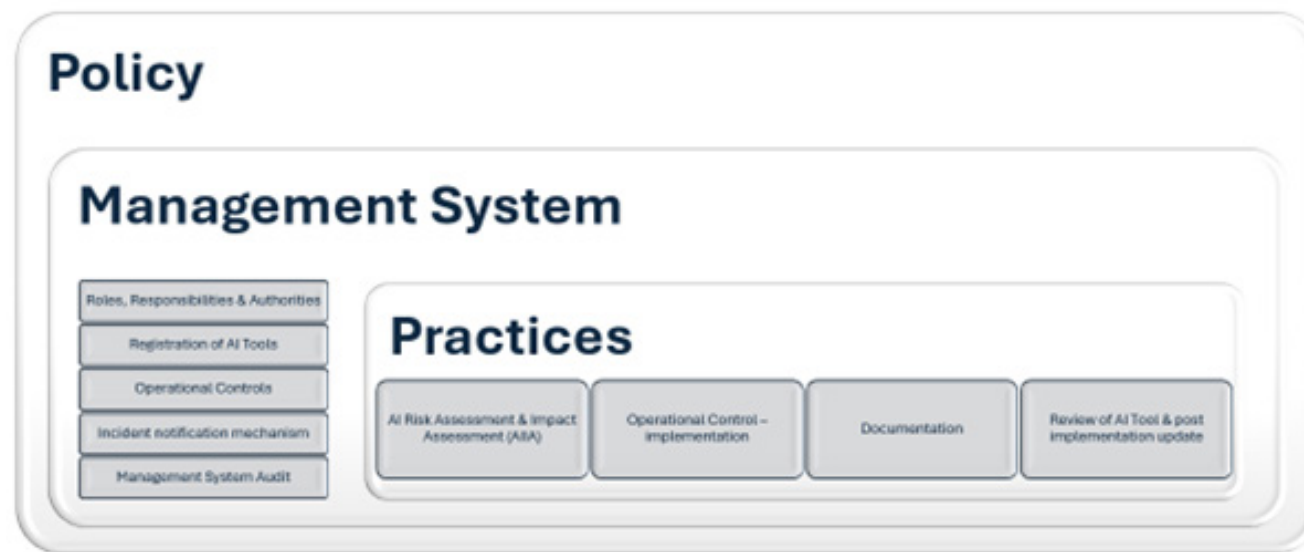 Policy
Management System
Roles, Responsibilities & Authorities
Registration of AI Tools
Operational Controls
Incident notification mechanism
Management System Audit
Practices
AI Risk Assessment & Impact
Assessment (AIIA)
Operational Control –
implementation
Documentation
Review of AI Tool & post
implementation update